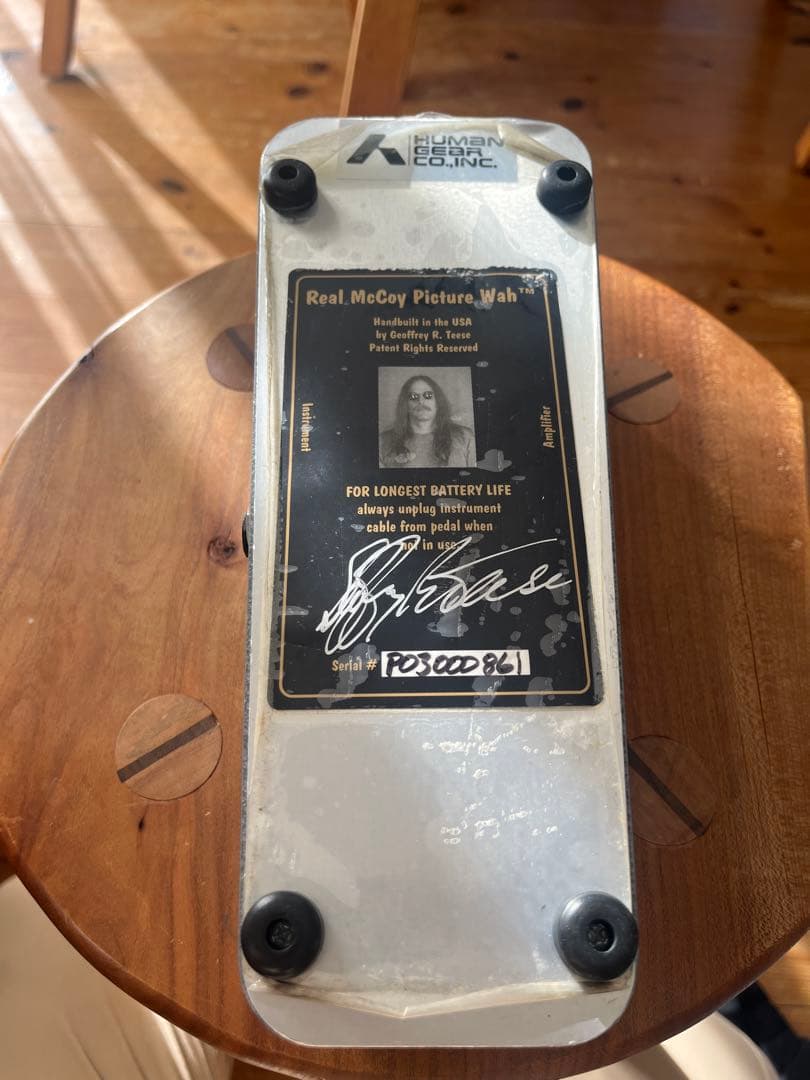 HUMAN
GEAR
CO.,INC.
Real McCoy Picture Wah™
Handbuilt in the USA
by Geoffrey R. Teese
Patent Rights Reserved
Instrument
Amplifier
FOR LONGEST BATTERY LIFE
always unplug instrument
cable from pedal when
not in use.
Serial # P03000861